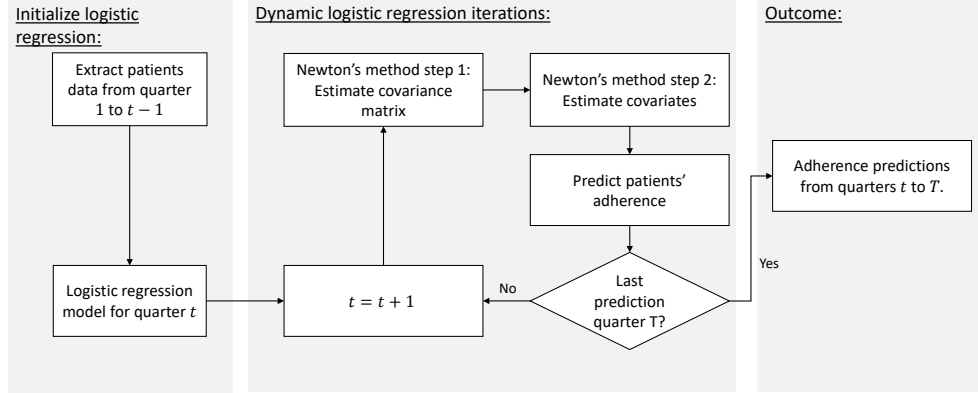 Initialize logistic
regression:
Extract patients
data from quarter
1 to t − 1
Logistic regression
model for quarter t
Dynamic logistic regression iterations:
Newton's method step 1:
Estimate covariance
matrix
Newton's method step 2:
Estimate covariates
Predict patients'
adherence
Last
prediction
quarter T?
No
t = t + 1
Yes
Outcome:
Adherence predictions
from quarters t to T.